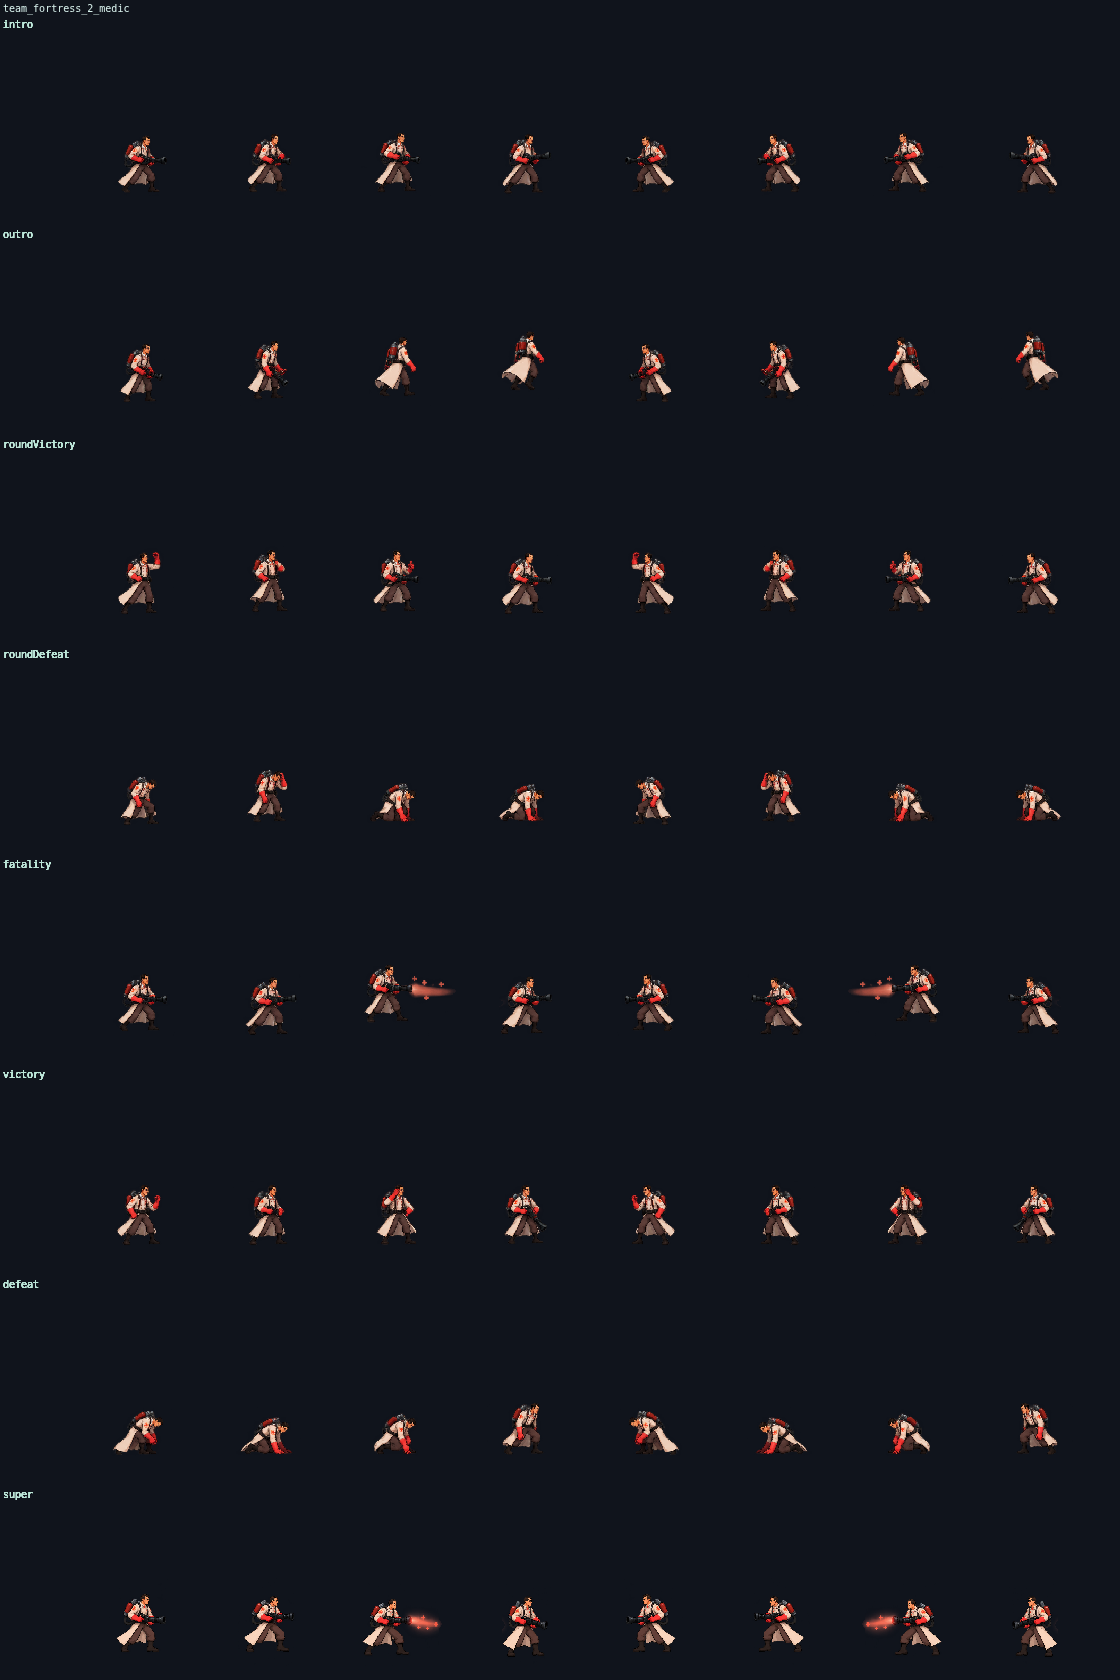 team_fortress_2_medic
intro
outro
roundVictory
roundDefeat
fatality
victory
defeat
super